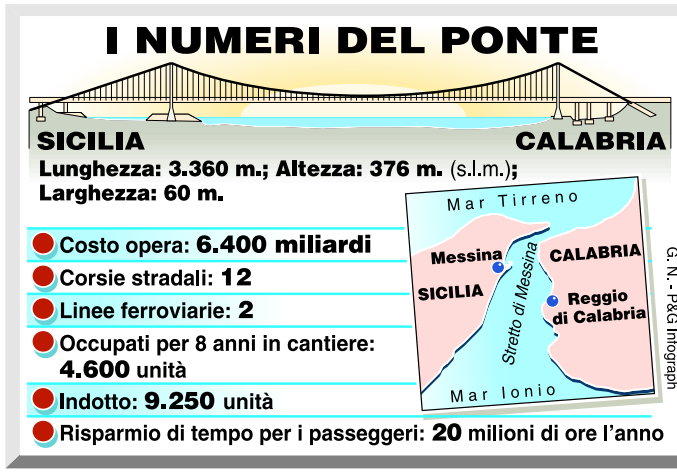 I NUMERI DEL PONTE
SICILIA
CALABRIA
Lunghezza: 3.360 m.; Altezza: 376 m. (s.l.m.);
Larghezza: 60 m.
Costo opera: 6.400 miliardi
Corsie stradali: 12
Linee ferroviarie: 2
Occupati per 8 anni in cantiere:
4.600 unità
Indotto: 9.250 unità
Risparmio di tempo per i passeggeri: 20 milioni di ore l'anno
Mar Tirreno
Messina
CALABRIA
SICILIA
Stretto di Messina
Reggio
di Calabria
Mar Ionio
G. N. - P&G Infograph